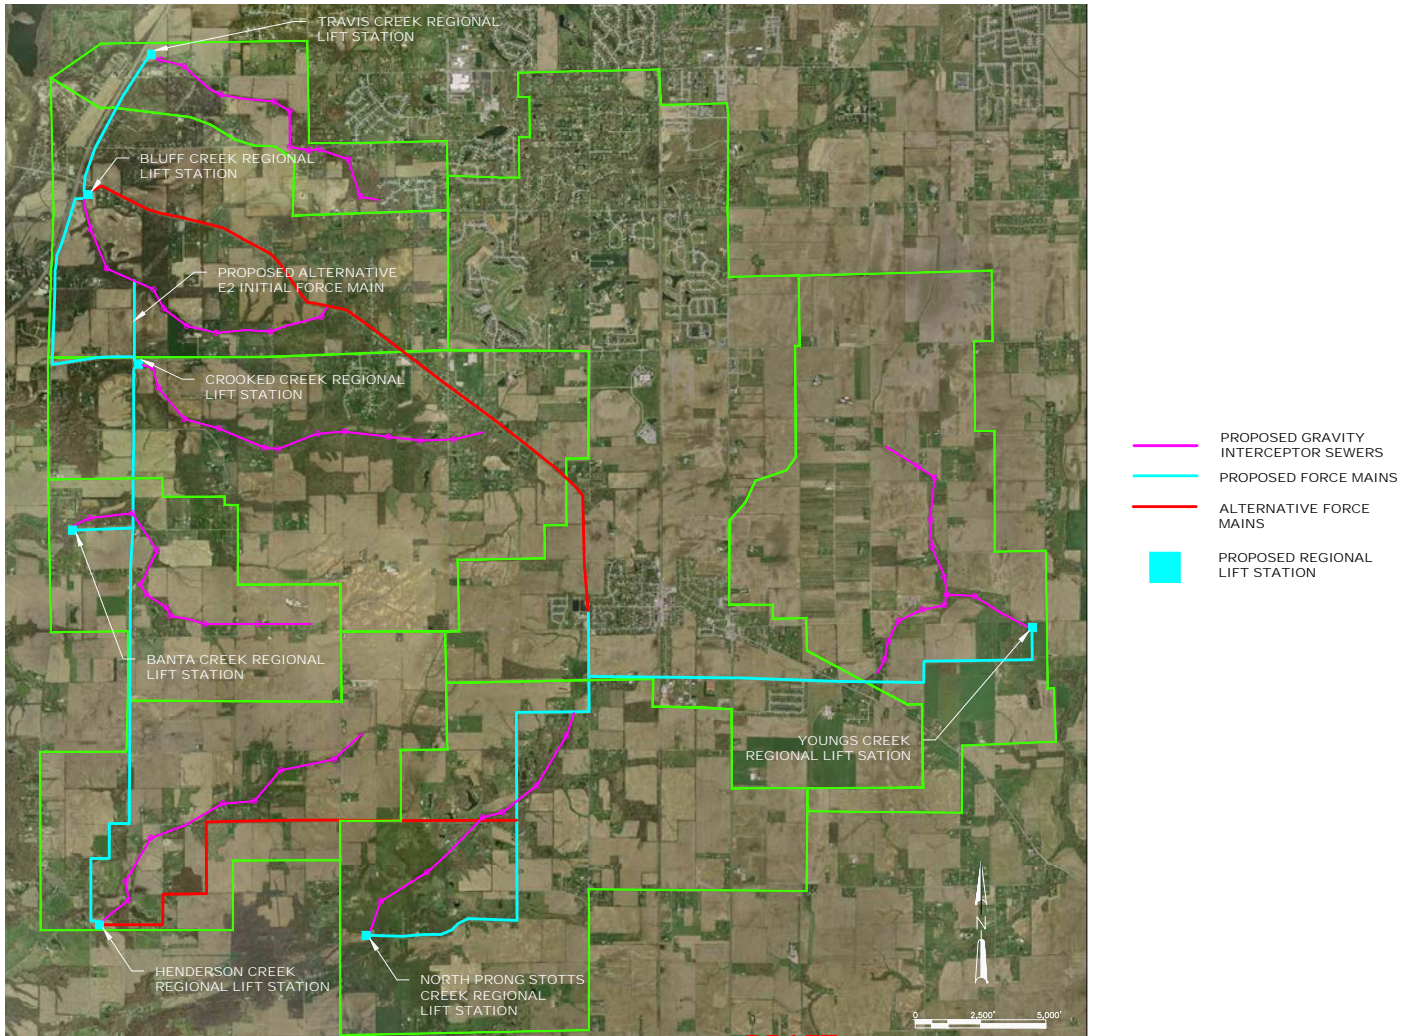 TRAVIS CREEK REGIONAL
LIFT STATION
BLUFF CREEK REGIONAL
LIFT STATION
PROPOSED ALTERNATIVE
E2 INITIAL FORCE MAIN
CROOKED CREEK REGIONAL
LIFT STATION
BANTA CREEK REGIONAL
LIFT STATION
YOUNGS CREEK
REGIONAL LIFT SATION
HENDERSON CREEK
REGIONAL LIFT STATION
NORTH PRONG STOTTS
CREEK REGIONAL
LIFT STATION
N
0 2,500' 5,000'
PROPOSED GRAVITY
INTERCEPTOR SEWERS
PROPOSED FORCE MAINS
ALTERNATIVE FORCE
MAINS
PROPOSED REGIONAL
LIFT STATION